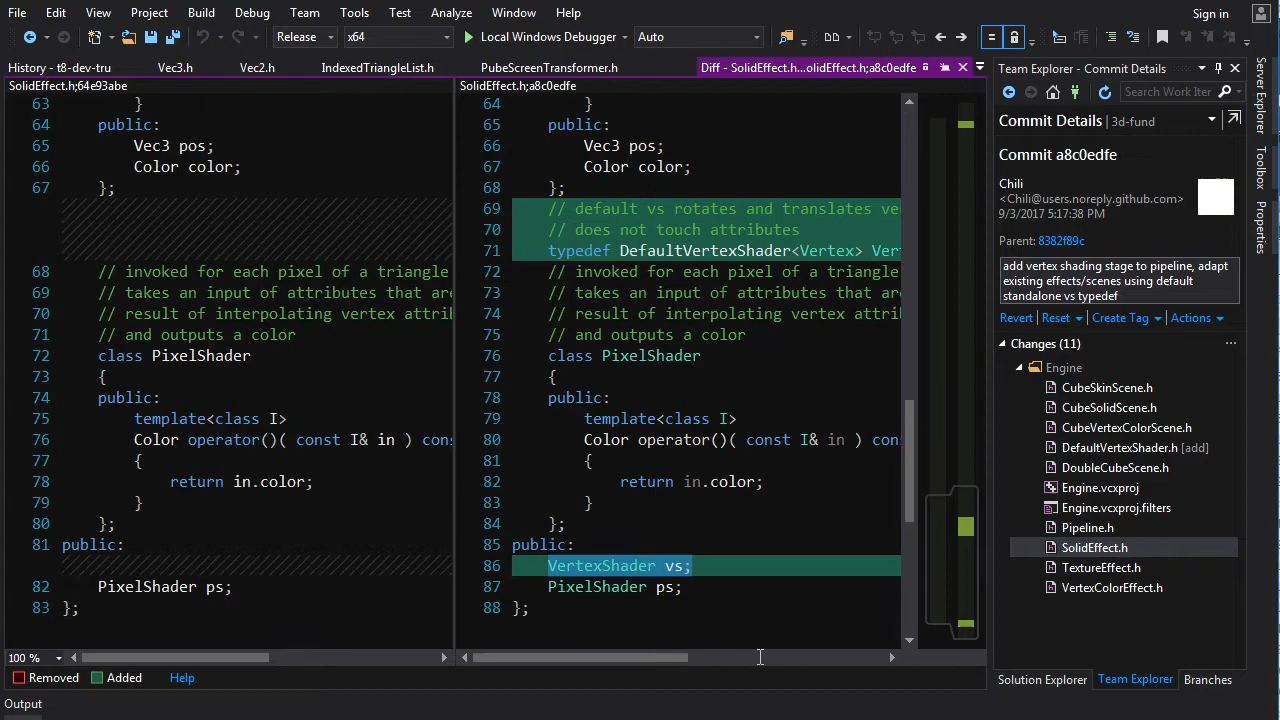 File Edit View Project Build Debug Team Tools Test Analyze Window Help Sign in
Release x64 Local Windows Debugger Auto
History - t8-dev-tru Vec3.h Vec2.h IndexedTriangleList.h PubeScreenTransformer.h Diff - SolidEffect.h...olidEffect.h;a8c0edfe
SolidEffect.h;64e93abe
63 }
64 public:
65 Vec3 pos;
66 Color color;
67 };
68 // invoked for each pixel of a triangle
69 // takes an input of attributes that are
70 // result of interpolating vertex attrib
71 // and outputs a color
72 class PixelShader
73 {
74 public:
75 template<class I>
76 Color operator()( const I& in ) cons
77 {
78 return in.color;
79 }
80 };
81 public:
82 PixelShader ps;
83 };
100 %
SolidEffect.h;a8c0edfe
64 }
65 public:
66 Vec3 pos;
67 Color color;
68 };
69 // default vs rotates and translates ve
70 // does not touch attributes
71 typedef DefaultVertexShader<Vertex> Vert
72 // invoked for each pixel of a triangle
73 // takes an input of attributes that are
74 // result of interpolating vertex attrib
75 // and outputs a color
76 class PixelShader
77 {
78 public:
79 template<class I>
80 Color operator()( const I& in ) cons
81 {
82 return in.color;
83 }
84 };
85 public:
86 VertexShader vs;
87 PixelShader ps;
88 };
Removed Added Help
Output
Team Explorer - Commit Details
Search Work Iter
Commit Details 3d-fund
Commit a8c0edfe
Chili
<Chili@users.noreply.github.com>
9/3/2017 5:17:38 PM
Parent: 8382f89c
add vertex shading stage to pipeline, adapt
existing effects/scenes using default
standalone vs typedef
Revert Reset Create Tag Actions
Changes (11)
Engine
CubeSkinScene.h
CubeSolidScene.h
CubeVertexColorScene.h
DefaultVertexShader.h [add]
DoubleCubeScene.h
Engine.vcxproj
Engine.vcxproj.filters
Pipeline.h
SolidEffect.h
TextureEffect.h
VertexColorEffect.h
Solution Explorer Team Explorer Branches
Server Explorer
Toolbox
Properties